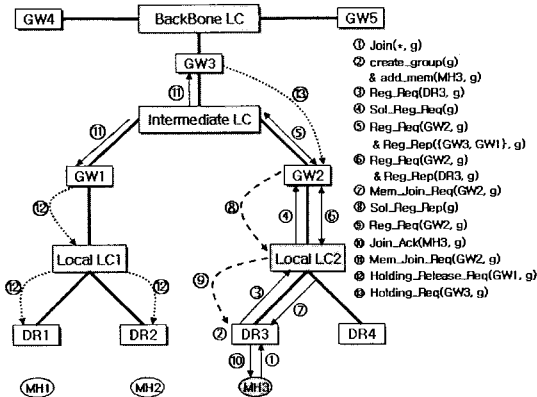 GW4
BackBone LC
GW5
GW3
⑪
⑬
Intermediate LC
⑪
⑤
GW1
GW2
⑫
⑧
④
⑥
Local LC1
Local LC2
⑫
⑫
⑨
③
⑦
DR1
DR2
②
DR3
DR4
⑩
①
MH1
MH2
MH3
① Join(*, g)
② create_group(g)
& add_mem(MH3, g)
③ Reg_Req(DR3, g)
④ Sol_Reg_Req(g)
⑤ Reg_Req(GW2, g)
& Reg_Rep({GW3, GW1}, g)
⑥ Reg_Req(GW2, g)
& Reg_Rep(DR3, g)
⑦ Mem_Join_Req(GW2, g)
⑧ Sol_Reg_Rep(g)
⑨ Reg_Req(GW2, g)
⑩ Join_Ack(MH3, g)
⑪ Mem_Join_Req(GW2, g)
⑫ Holding_Release_Req(GW1, g)
⑬ Holding_Req(GW3, g)